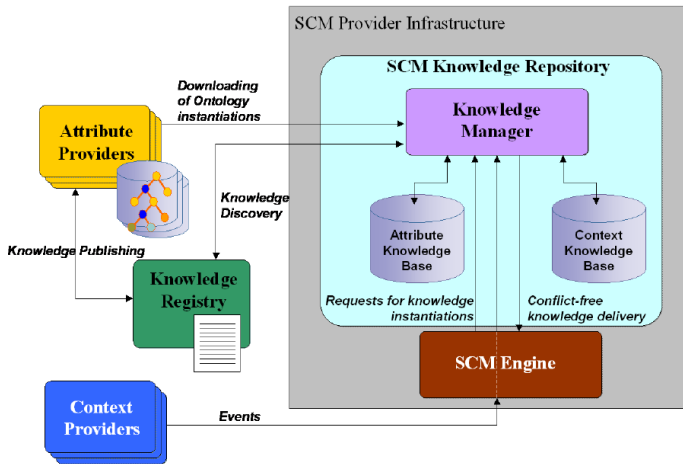 SCM Provider Infrastructure
SCM Knowledge Repository
Downloading
of Ontology
instantiations
Knowledge
Manager
Attribute
Providers
Knowledge
Discovery
Attribute
Knowledge
Base
Context
Knowledge
Base
Knowledge Publishing
Knowledge
Registry
Requests for knowledge
instantiations
Conflict-free
knowledge delivery
SCM Engine
Context
Providers
Events